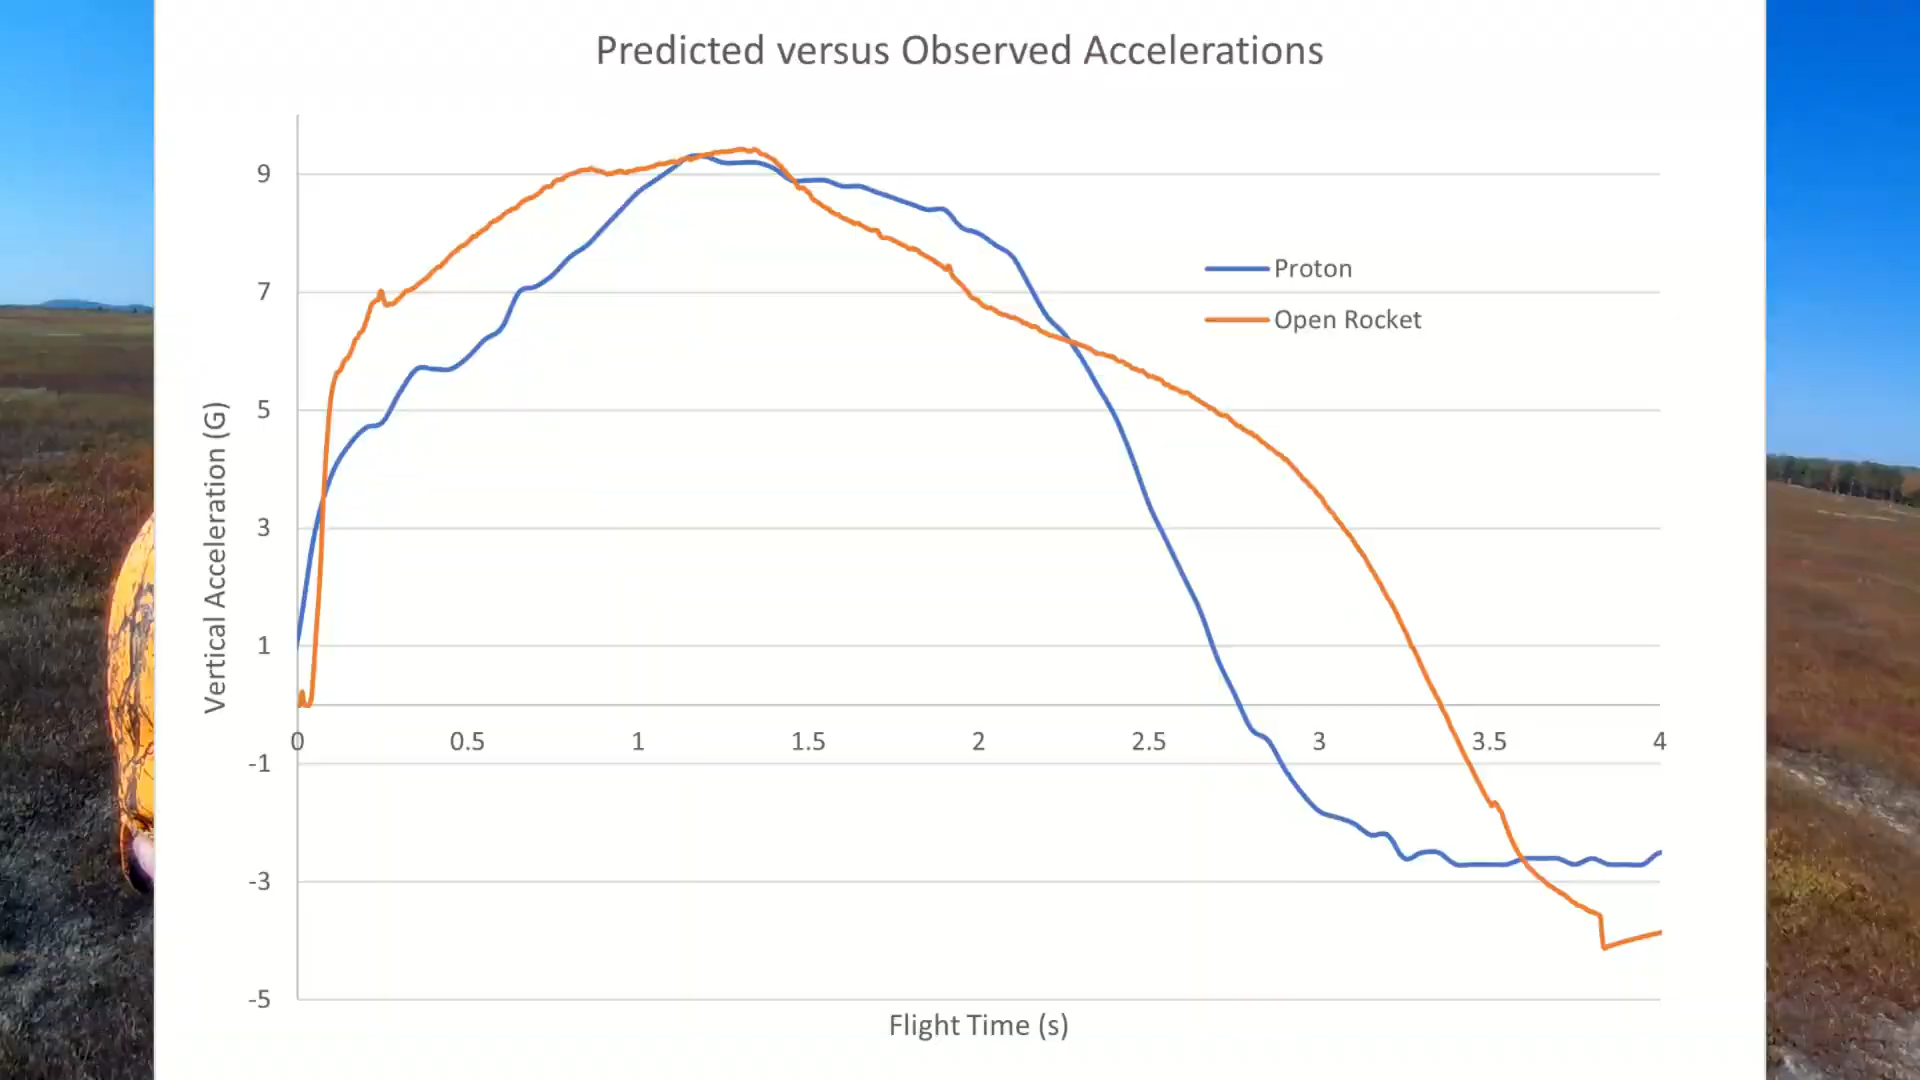 Predicted versus Observed Accelerations
9
7
5
3
1
-1
-3
-5
Vertical Acceleration (G)
0 0.5 1 1.5 2 2.5 3 3.5 4
Flight Time (s)
Proton
Open Rocket